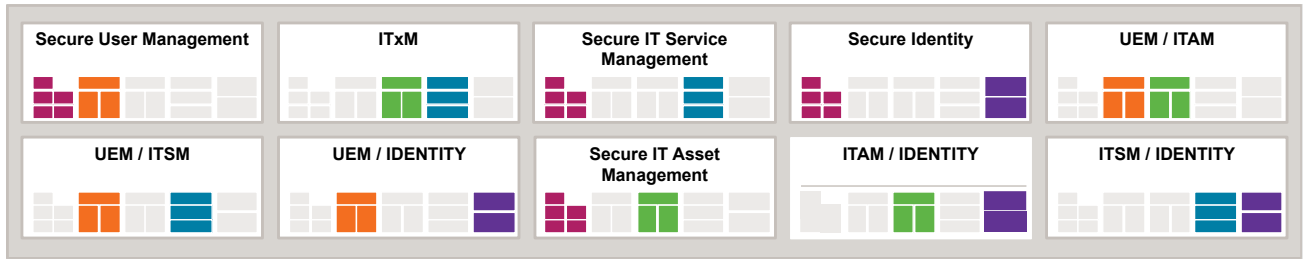 Secure User Management
ITxM
Secure IT Service
Management
Secure Identity
UEM / ITAM
UEM / ITSM
UEM / IDENTITY
Secure IT Asset
Management
ITAM / IDENTITY
ITSM / IDENTITY